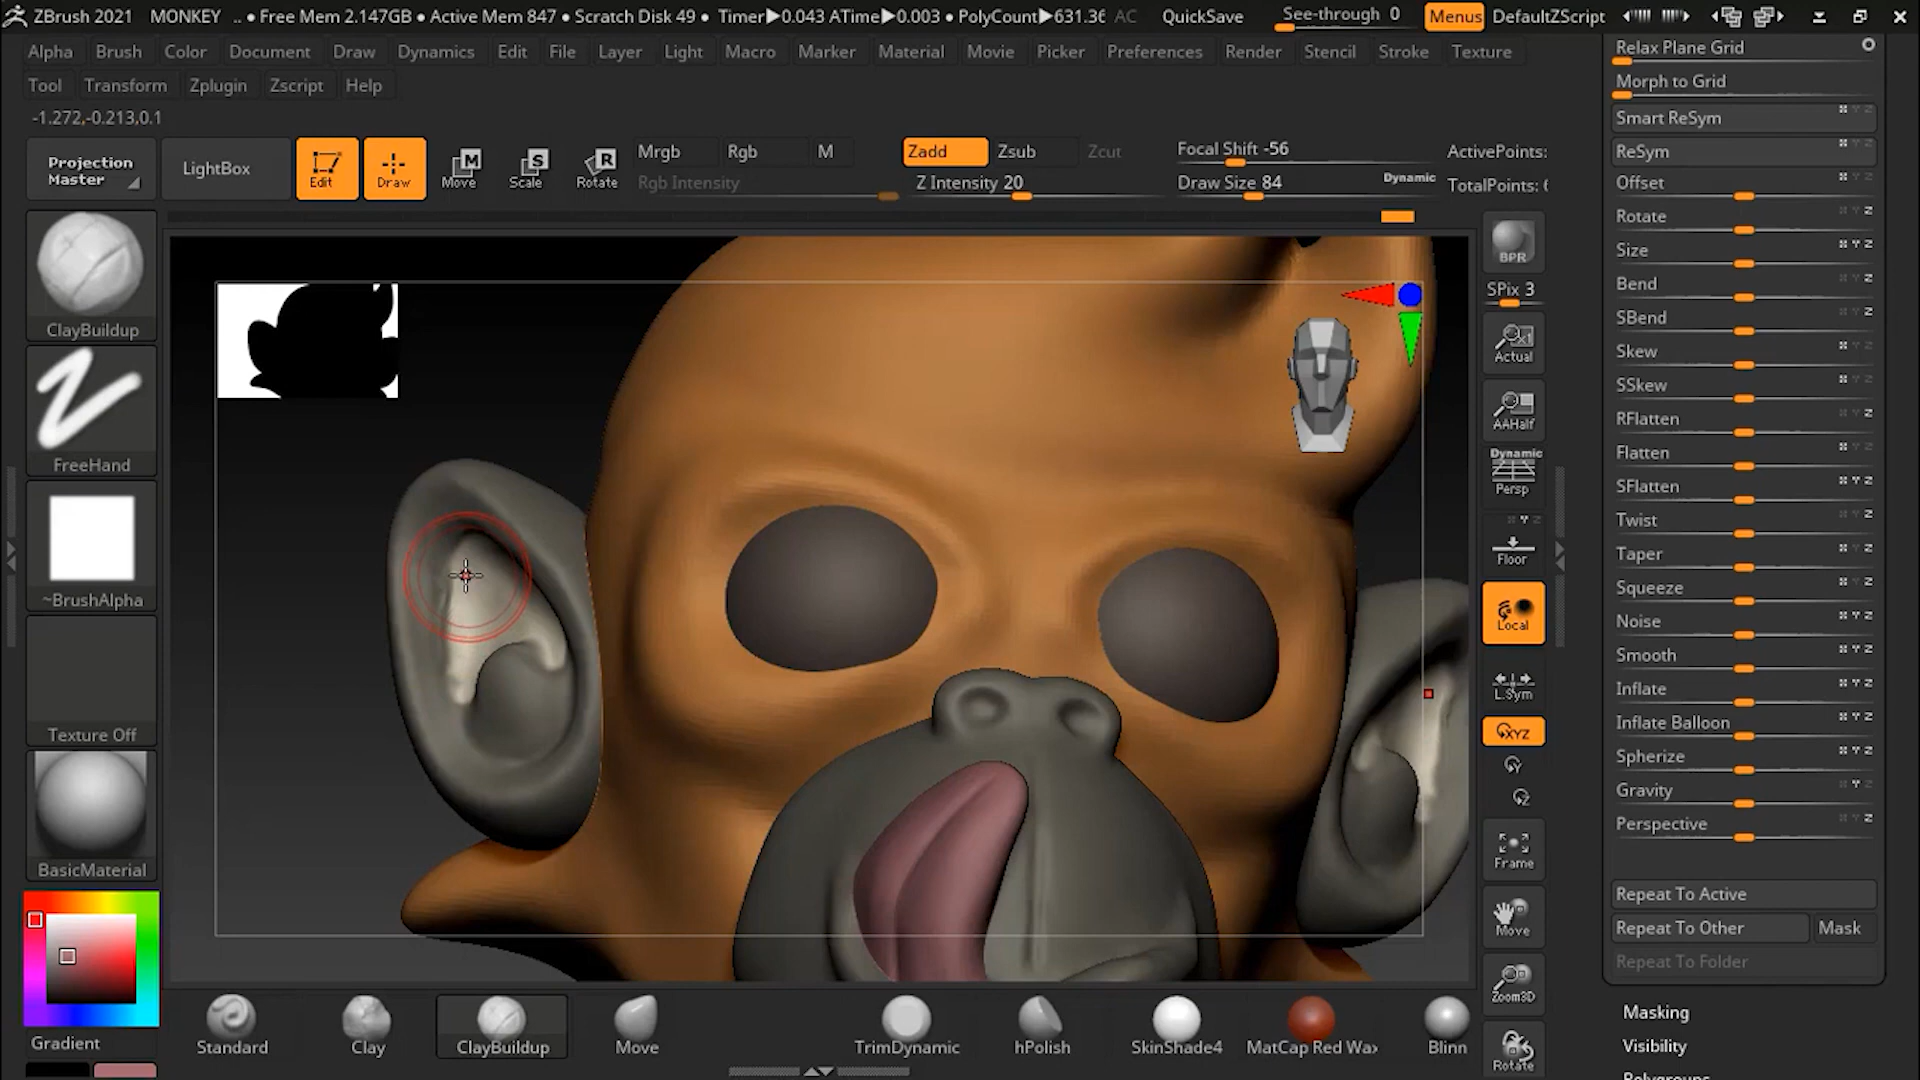 ZBrush 2021 MONKEY .. • Free Mem 2.147GB • Active Mem 847 • Scratch Disk 49 • Timer▶0.043 ATime▶0.003 • PolyCount▶631.36 AC QuickSave See-through 0 Menus DefaultZScript
Alpha Brush Color Document Draw Dynamics Edit File Layer Light Macro Marker Material Movie Picker Preferences Render Stencil Stroke Texture
Tool Transform Zplugin Zscript Help
-1.272,-0.213,0.1
Projection Master
LightBox
Edit
Draw
M
Move
S
Scale
R
Rotate
Mrgb Rgb M
Rgb Intensity
Zadd Zsub Zcut
Z Intensity 20
Focal Shift -56
Draw Size 84
Dynamic
ActivePoints:
TotalPoints: 6
ClayBuildup
FreeHand
~BrushAlpha
Texture Off
BasicMaterial
Gradient
BPR
SPix 3
Actual
AAHalf
Dynamic
Persp
Floor
Local
L.Sym
XYZ
Y
Z
Frame
Move
Zoom3D
Rotate
Relax Plane Grid
Morph to Grid
Smart ReSym
ReSym
Offset
Rotate
Size
Bend
SBend
Skew
SSkew
RFlatten
Flatten
SFlatten
Twist
Taper
Squeeze
Noise
Smooth
Inflate
Inflate Balloon
Spherize
Gravity
Perspective
Repeat To Active
Repeat To Other Mask
Repeat To Folder
Masking
Visibility
Polygroups
Standard Clay ClayBuildup Move TrimDynamic hPolish SkinShade4 MatCap Red Wax Blinn